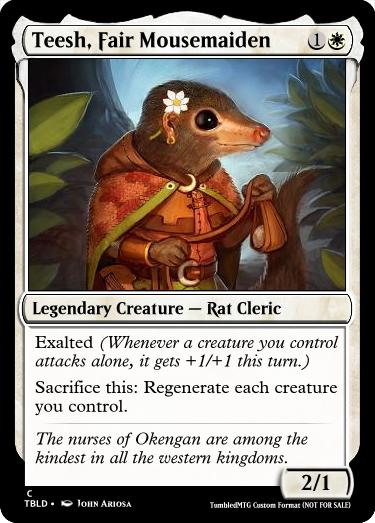 Teesh, Fair Mousemaiden 1
Legendary Creature — Rat Cleric
Exalted (Whenever a creature you control
attacks alone, it gets +1/+1 this turn.)
Sacrifice this: Regenerate each creature
you control.
The nurses of Okengan are among the
kindest in all the western kingdoms.
2/1
C
TBLD • John Ariosa
TumbledMTG Custom Format (NOT FOR SALE)